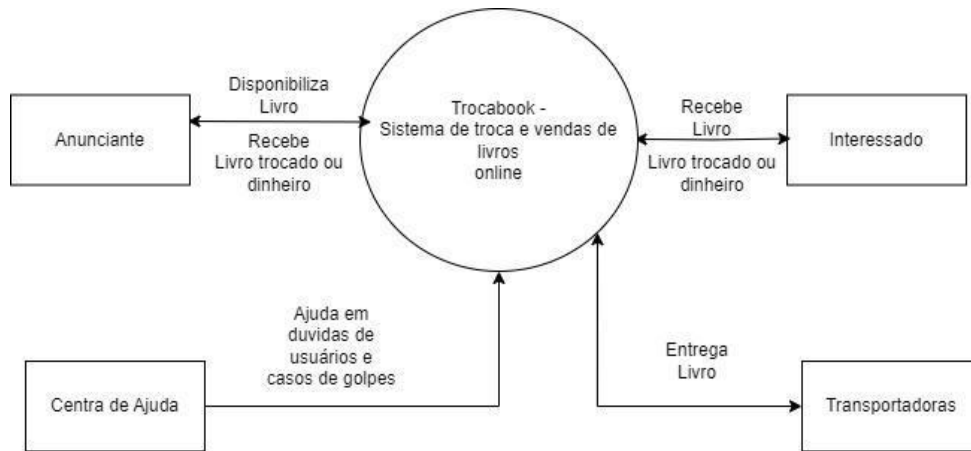 Anunciante
Disponibiliza
Livro
Recebe
Livro trocado ou
dinheiro
Trocabook -
Sistema de troca e vendas de
livros
online
Recebe
Livro
Livro trocado ou
dinheiro
Interessado
Centra de Ajuda
Ajuda em
duvidas de
usuários e
casos de golpes
Entrega
Livro
Transportadoras